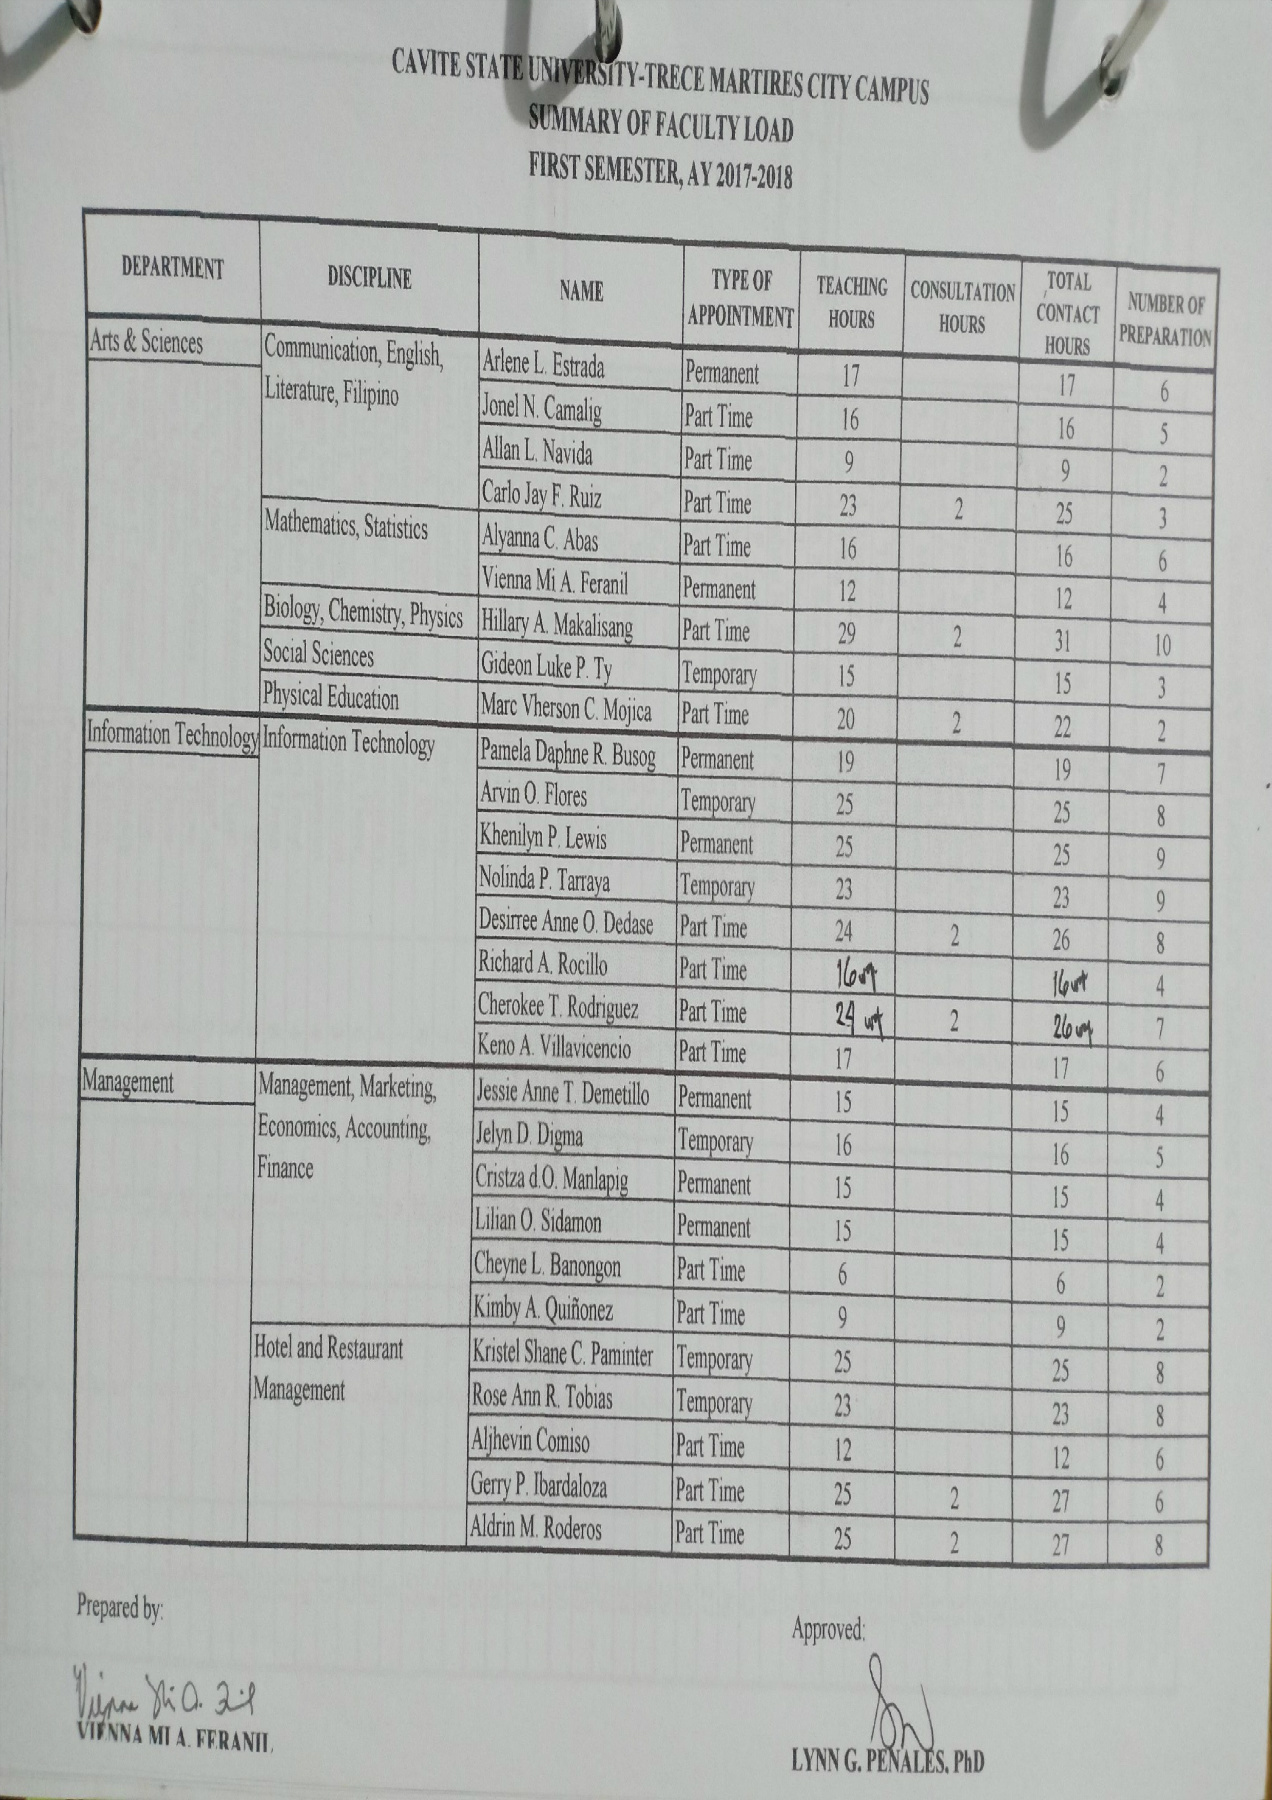 CAVITE STATE UNIVERSITY-TRECE MARTIRES CITY CAMPUS
SUMMARY OF FACULTY LOAD
FIRST SEMESTER, AY 2017-2018
DEPARTMENT DISCIPLINE NAME TYPE OF APPOINTMENT TEACHING HOURS CONSULTATION HOURS TOTAL CONTACT HOURS NUMBER OF PREPARATION
Arts & Sciences Communication, English, Arlene L. Estrada Permanent 17 17 6
Literature, Filipino Jonel N. Camalig Part Time 16 16 5
Allan L. Navida Part Time 9 9 2
Carlo Jay F. Ruiz Part Time 23 2 25 3
Mathematics, Statistics Alyanna C. Abas Part Time 16 16 6
Vienna Mi A. Feranil Permanent 12 12 4
Biology, Chemistry, Physics Hillary A. Makalisang Part Time 29 2 31 10
Social Sciences Gideon Luke P. Ty Temporary 15 15 3
Physical Education Marc Vherson C. Mojica Part Time 20 2 22 2
Information Technology Information Technology Pamela Daphne R. Busog Permanent 19 19 7
Arvin O. Flores Temporary 25 25 8
Khenilyn P. Lewis Permanent 25 25 9
Nolinda P. Tarraya Temporary 23 23 9
Desirree Anne O. Dedase Part Time 24 2 26 8
Richard A. Rocillo Part Time 16 16 4
Cherokee T. Rodriguez Part Time 24 2 26 7
Keno A. Villavicencio Part Time 17 17 6
Management Management, Marketing, Jessie Anne T. Demetillo Permanent 15 15 4
Economics, Accounting, Jelyn D. Digma Temporary 16 16 5
Finance Cristza d.O. Manlapig Permanent 15 15 4
Lilian O. Sidamon Permanent 15 15 4
Cheyne L. Banongon Part Time 6 6 2
Kimby A. Quiñonez Part Time 9 9 2
Hotel and Restaurant Kristel Shane C. Paminter Temporary 25 25 8
Management Rose Ann R. Tobias Temporary 23 23 8
Aljhevin Comiso Part Time 12 12 6
Gerry P. Ibardaloza Part Time 25 2 27 6
Aldrin M. Roderos Part Time 25 2 27 8
Prepared by:
Approved:
VIENNA MI A. FERANIL
LYNN G. PENALES, PhD